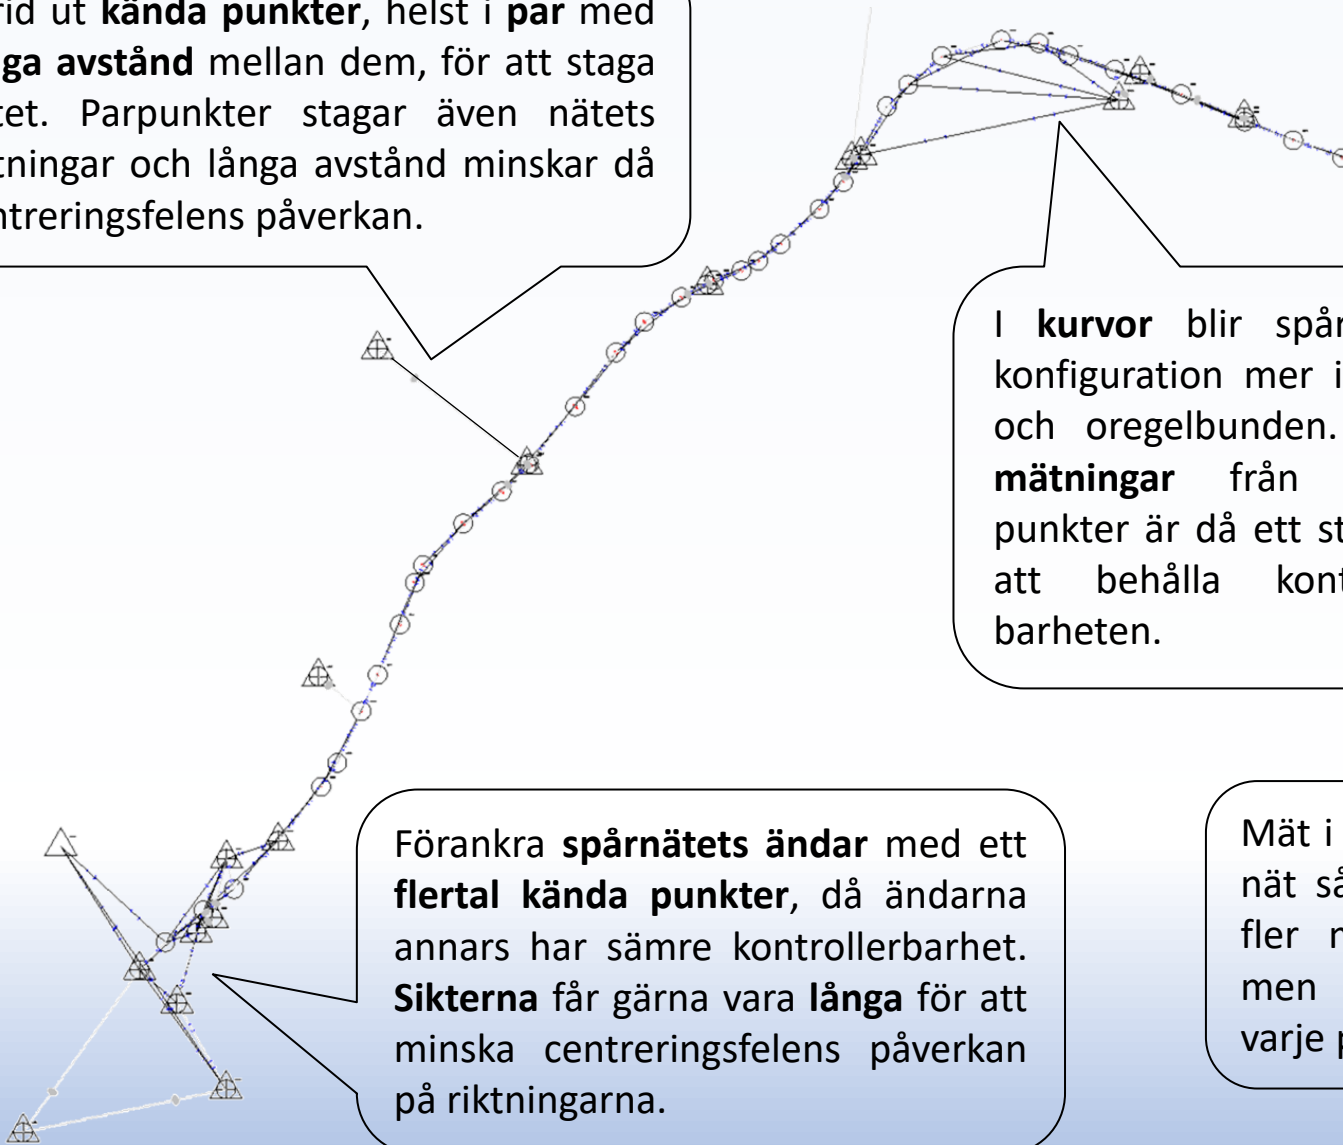 rid ut kända punkter, helst i par med
ga avstånd mellan dem, för att staga
tet. Parpunkter stagar även nätets
tningar och långa avstånd minskar då
ntreringsfelens påverkan.
I kurvor blir spår
konfiguration mer i
och oregelbunden.
mätningar från
punkter är då ett st
att behålla kont
barheten.
Förankra spårnätets ändar med ett
flertal kända punkter, då ändarna
annars har sämre kontrollerbarhet.
Sikterna får gärna vara långa för att
minska centreringsfelens påverkan
på riktningarna.
Mät i
nät så
fler
men
varje